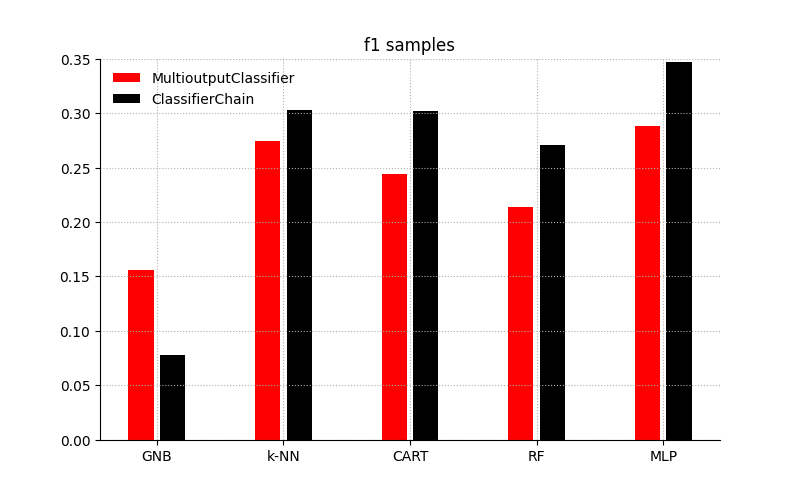 f1 samples
0.35
0.30
0.25
0.20
0.15
0.10
0.05
0.00
MultioutputClassifier
ClassifierChain
GNB k-NN CART RF MLP